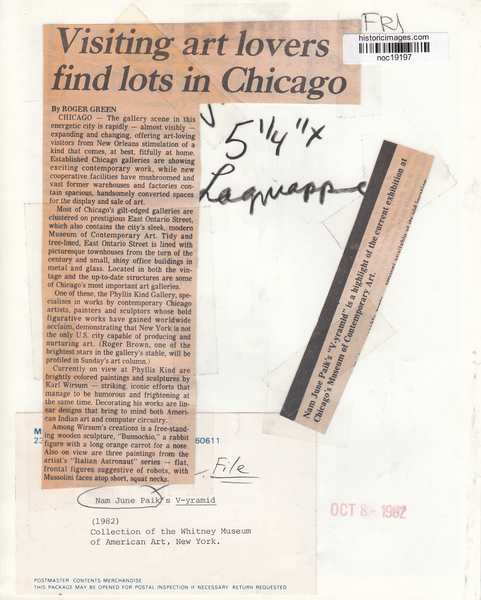 FRI
historicimages.com
noc19197
Visiting art lovers
find lots in Chicago
5 1/4" x
Lagniappe
By ROGER GREEN
CHICAGO — The gallery scene in this
energetic city is rapidly — almost visibly —
expanding and changing, offering art-loving
visitors from New Orleans stimulation of a
kind that comes, at best, fitfully at home.
Established Chicago galleries are showing
exciting contemporary work, while new
cooperative facilities have mushroomed and
vast former warehouses and factories con-
tain spacious, handsomely converted spaces
for the display and sale of art.
Most of Chicago's gilt-edged galleries are
clustered on prestigious East Ontario Street,
which also contains the city's sleek, modern
Museum of Contemporary Art. Tidy and
tree-lined, East Ontario Street is lined with
picturesque townhouses from the turn of the
century and small, shiny office buildings in
metal and glass. Located in both the vin-
tage and the up-to-date structures are some
of Chicago's most important art galleries.
One of these, the Phyllis Kind Gallery, spe-
cializes in works by contemporary Chicago
artists, painters and sculptors whose bold
figurative works have gained worldwide
acclaim, demonstrating that New York is not
the only U.S. city capable of producing and
nurturing art. (Roger Brown, one of the
brightest stars in the gallery's stable, will be
profiled in Sunday's art column.)
Currently on view at Phyllis Kind are
brightly colored paintings and sculptures by
Karl Wirsum — striking, iconic efforts that
manage to be humorous and frightening at
the same time. Decorating his works are lin-
ear designs that bring to mind both Ameri-
can Indian art and computer circuitry.
Among Wirsum's creations is a free-stand-
ing wooden sculpture, "Bunnochio," a rabbit
figure with a long orange carrot for a nose.
Also on view are three paintings from the
artist's "Italian Astronaut" series — flat,
frontal figures suggestive of robots, with
Mussolini faces atop short, squat necks.
Nam June Paik's "V-yramid" is a highlight of the current exhibition at
Chicago's Museum of Contemporary Art.
M
23
60611
File
Nam June Paik's V-yramid
(1982)
Collection of the Whitney Museum
of American Art, New York.
OCT 8 - 1982
POSTMASTER CONTENTS MERCHANDISE
THIS PACKAGE MAY BE OPENED FOR POSTAL INSPECTION IF NECESSARY RETURN REQUESTED